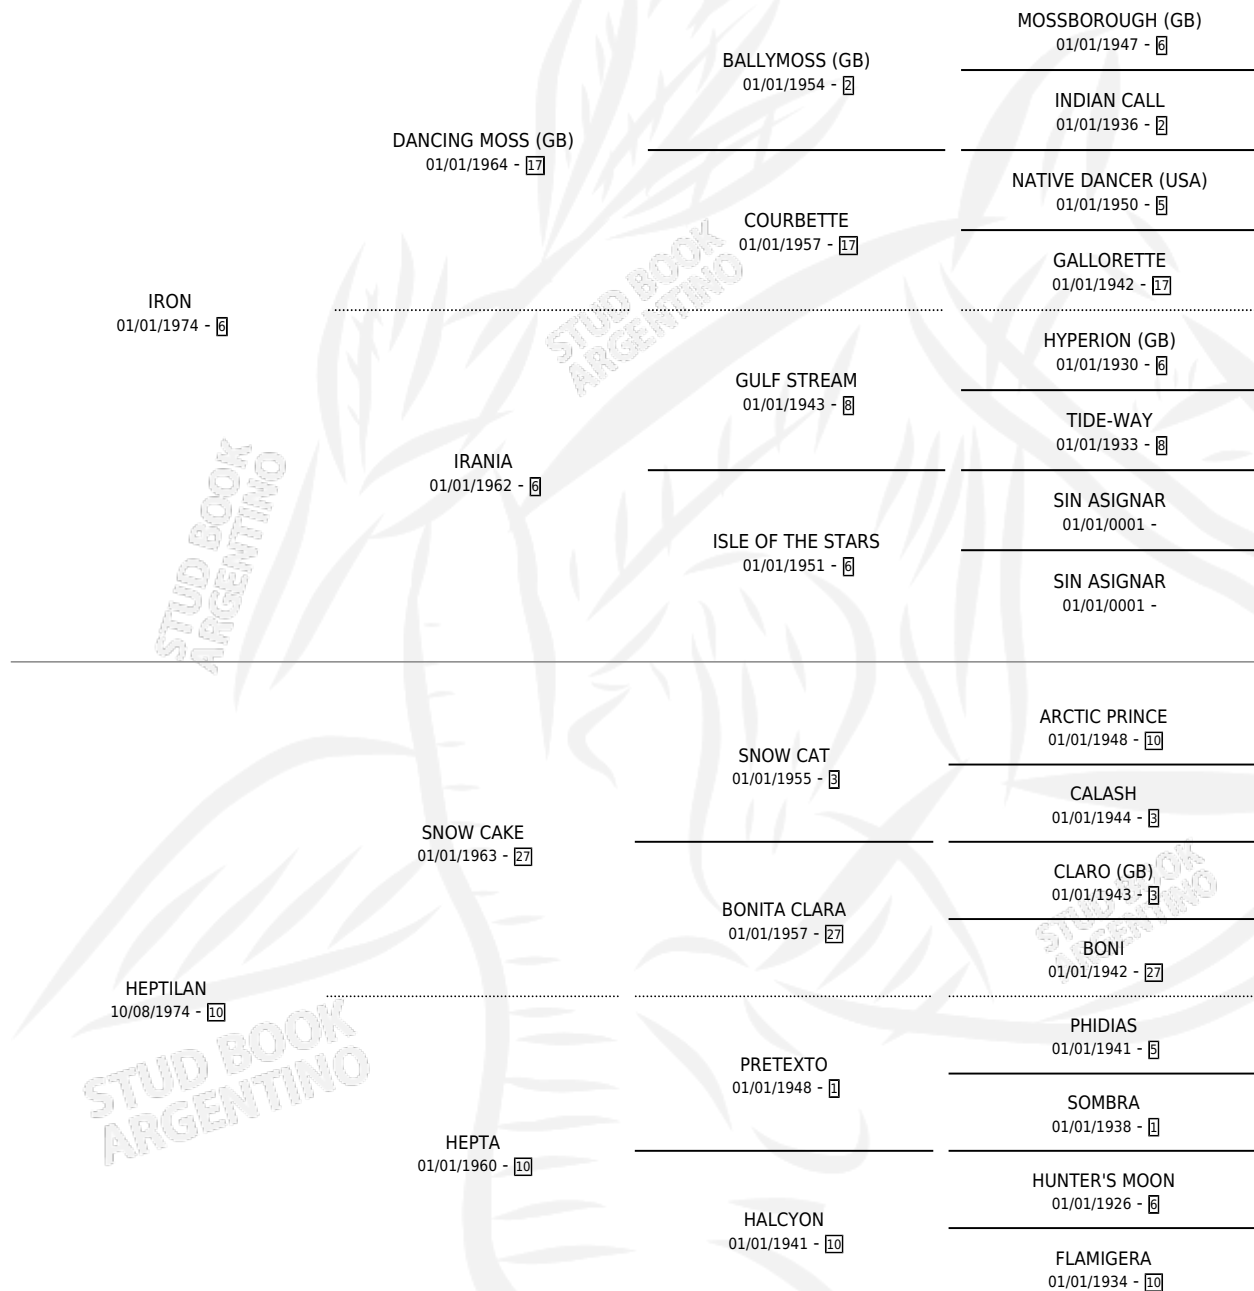 MOSSBOROUGH (GB)
01/01/1947 - 6
BALLYMOSS (GB)
01/01/1954 - 2
INDIAN CALL
01/01/1936 - 2
DANCING MOSS (GB)
01/01/1964 - 17
NATIVE DANCER (USA)
01/01/1950 - 5
COURBETTE
01/01/1957 - 17
GALLORETTE
01/01/1942 - 17
IRON
01/01/1974 - 6
HYPERION (GB)
01/01/1930 - 6
GULF STREAM
01/01/1943 - 8
TIDE-WAY
01/01/1933 - 8
IRANIA
01/01/1962 - 6
SIN ASIGNAR
01/01/0001 -
ISLE OF THE STARS
01/01/1951 - 6
SIN ASIGNAR
01/01/0001 -
STUD BOOK
ARGENTINO
STUD BOOK
ARGENTINO
ARCTIC PRINCE
01/01/1948 - 10
SNOW CAT
01/01/1955 - 3
CALASH
01/01/1944 - 3
SNOW CAKE
01/01/1963 - 27
CLARO (GB)
01/01/1943 - 3
BONITA CLARA
01/01/1957 - 27
BONI
01/01/1942 - 27
HEPTILAN
10/08/1974 - 10
PHIDIAS
01/01/1941 - 5
PRETEXTO
01/01/1948 - 1
SOMBRA
01/01/1938 - 1
HEPTA
01/01/1960 - 10
HUNTER'S MOON
01/01/1926 - 6
HALCYON
01/01/1941 - 10
FLAMIGERA
01/01/1934 - 10
STUD BOOK
ARGENTINO
STUD BOOK
ARGENTINO